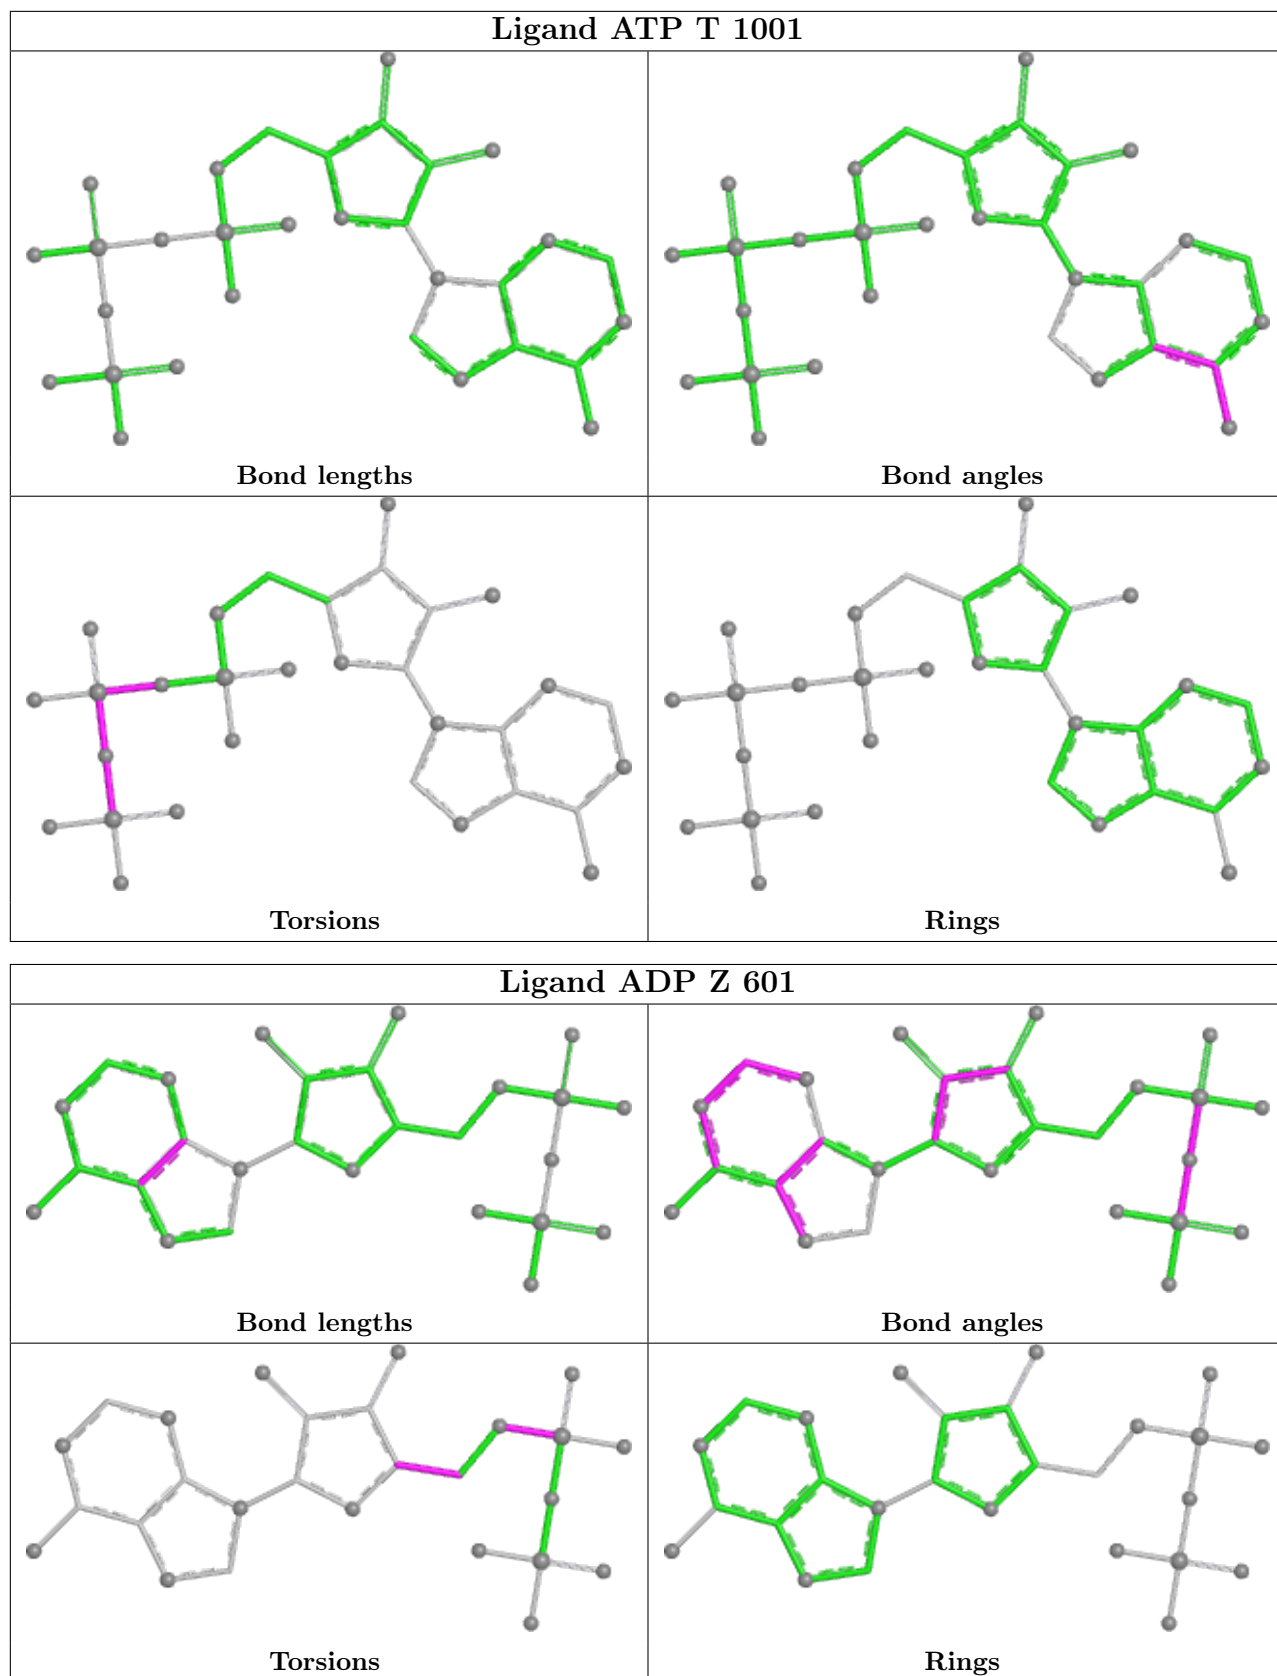 Ligand ATP T 1001
Bond lengths
Bond angles
Torsions
Rings
Ligand ADP Z 601
Bond lengths
Bond angles
Torsions
Rings